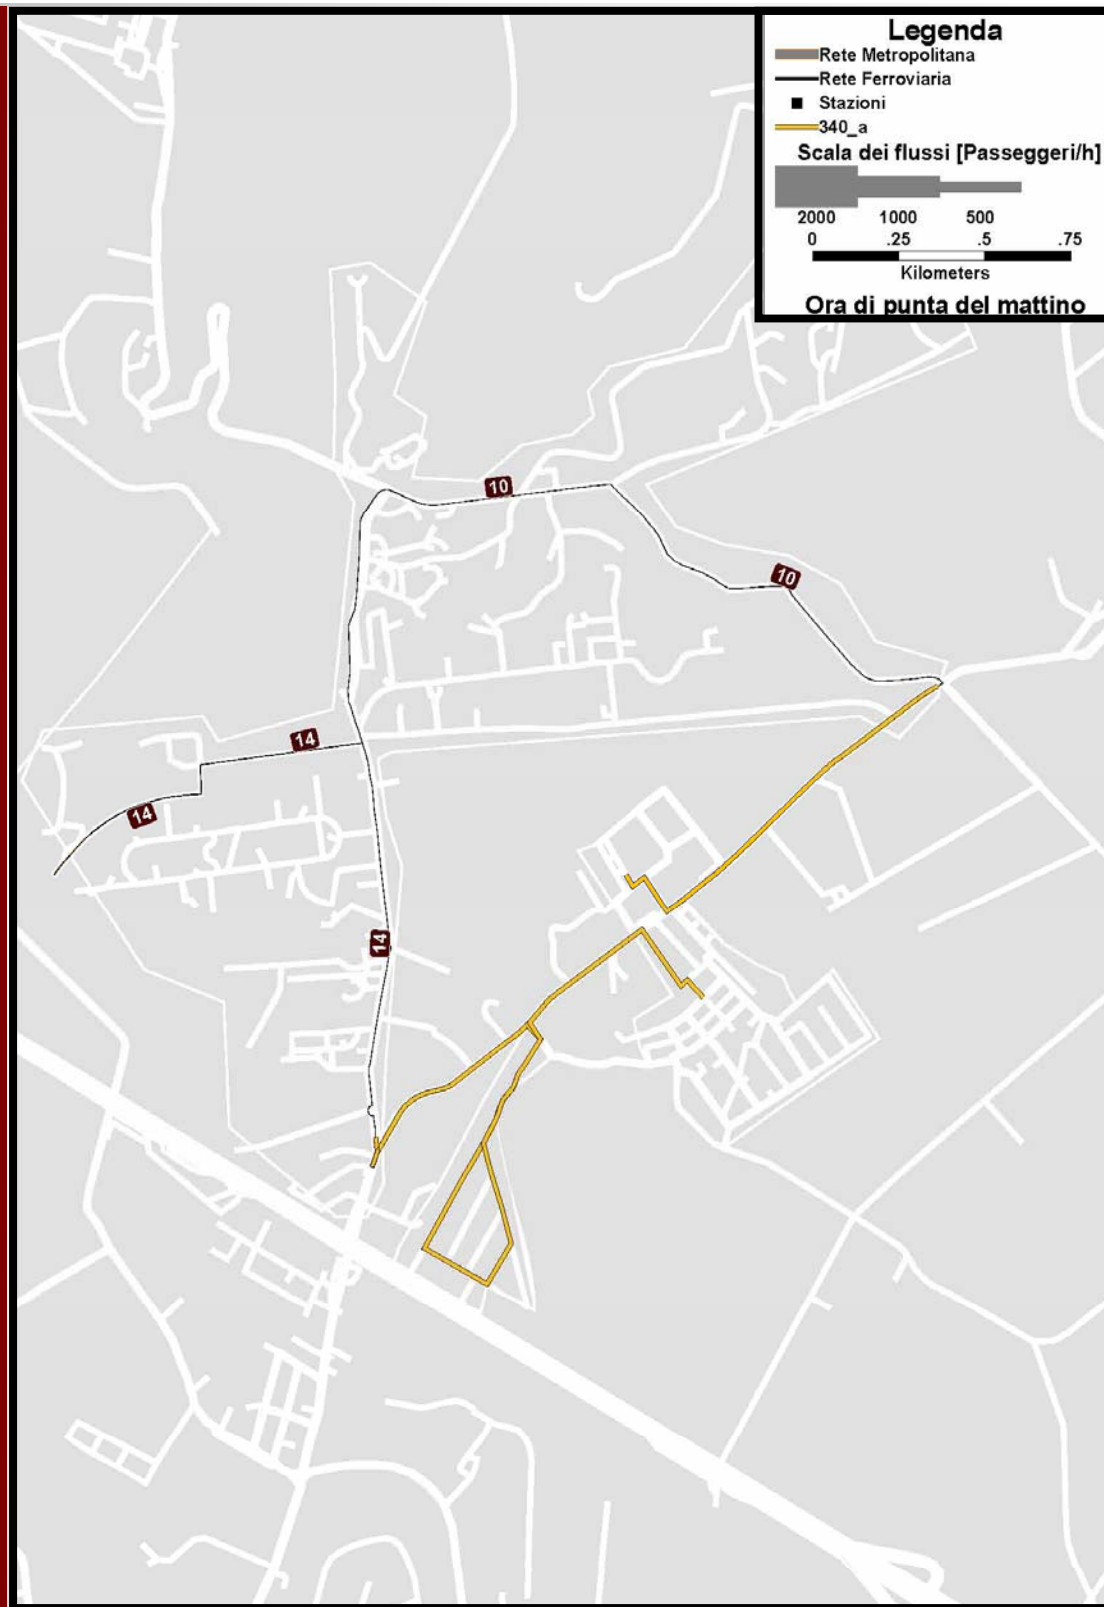 Legenda
Rete Metropolitana
Rete Ferroviaria
Stazioni
340_a
Scala dei flussi [Passeggeri/h]
2000 1000 500
0 .25 .5 .75
Kilometers
Ora di punta del mattino
10
10
14
14
14